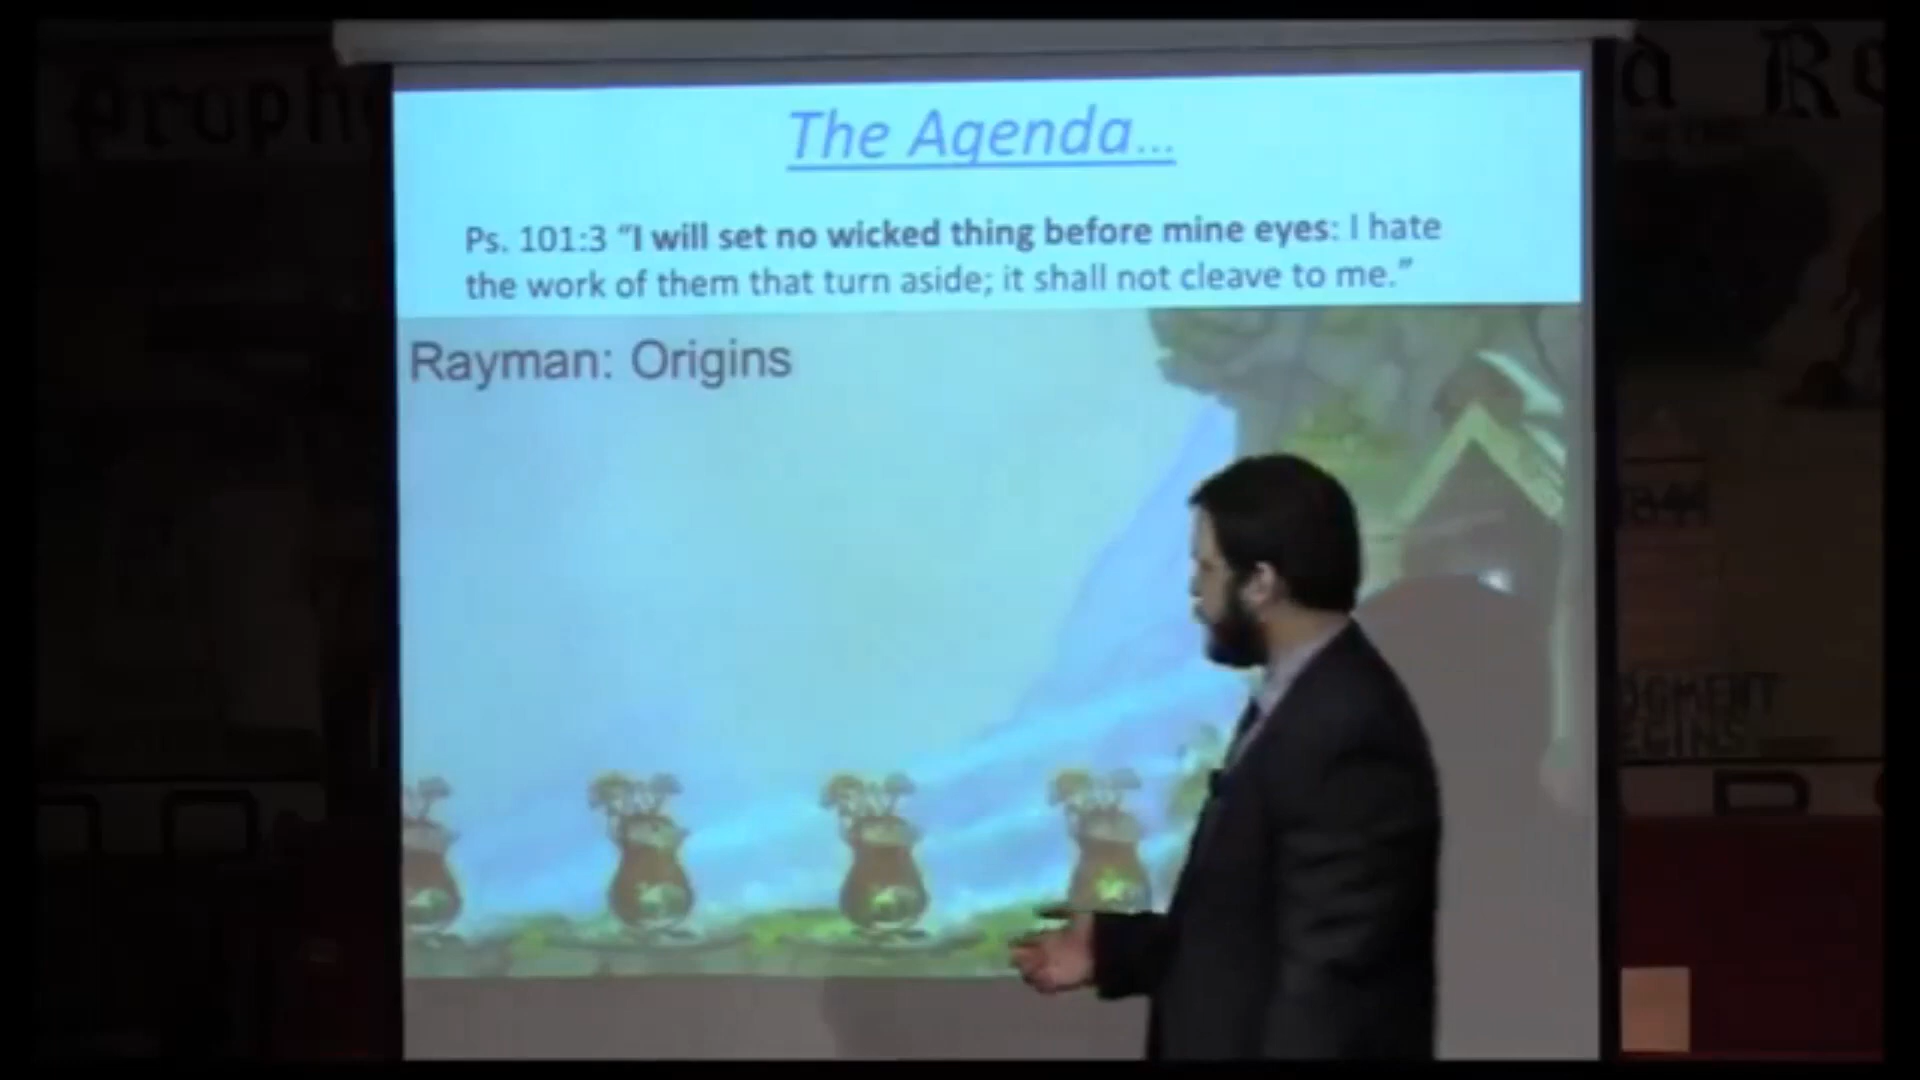 The Agenda...
Ps. 101:3 “I will set no wicked thing before mine eyes: I hate
the work of them that turn aside; it shall not cleave to me.”
Rayman: Origins